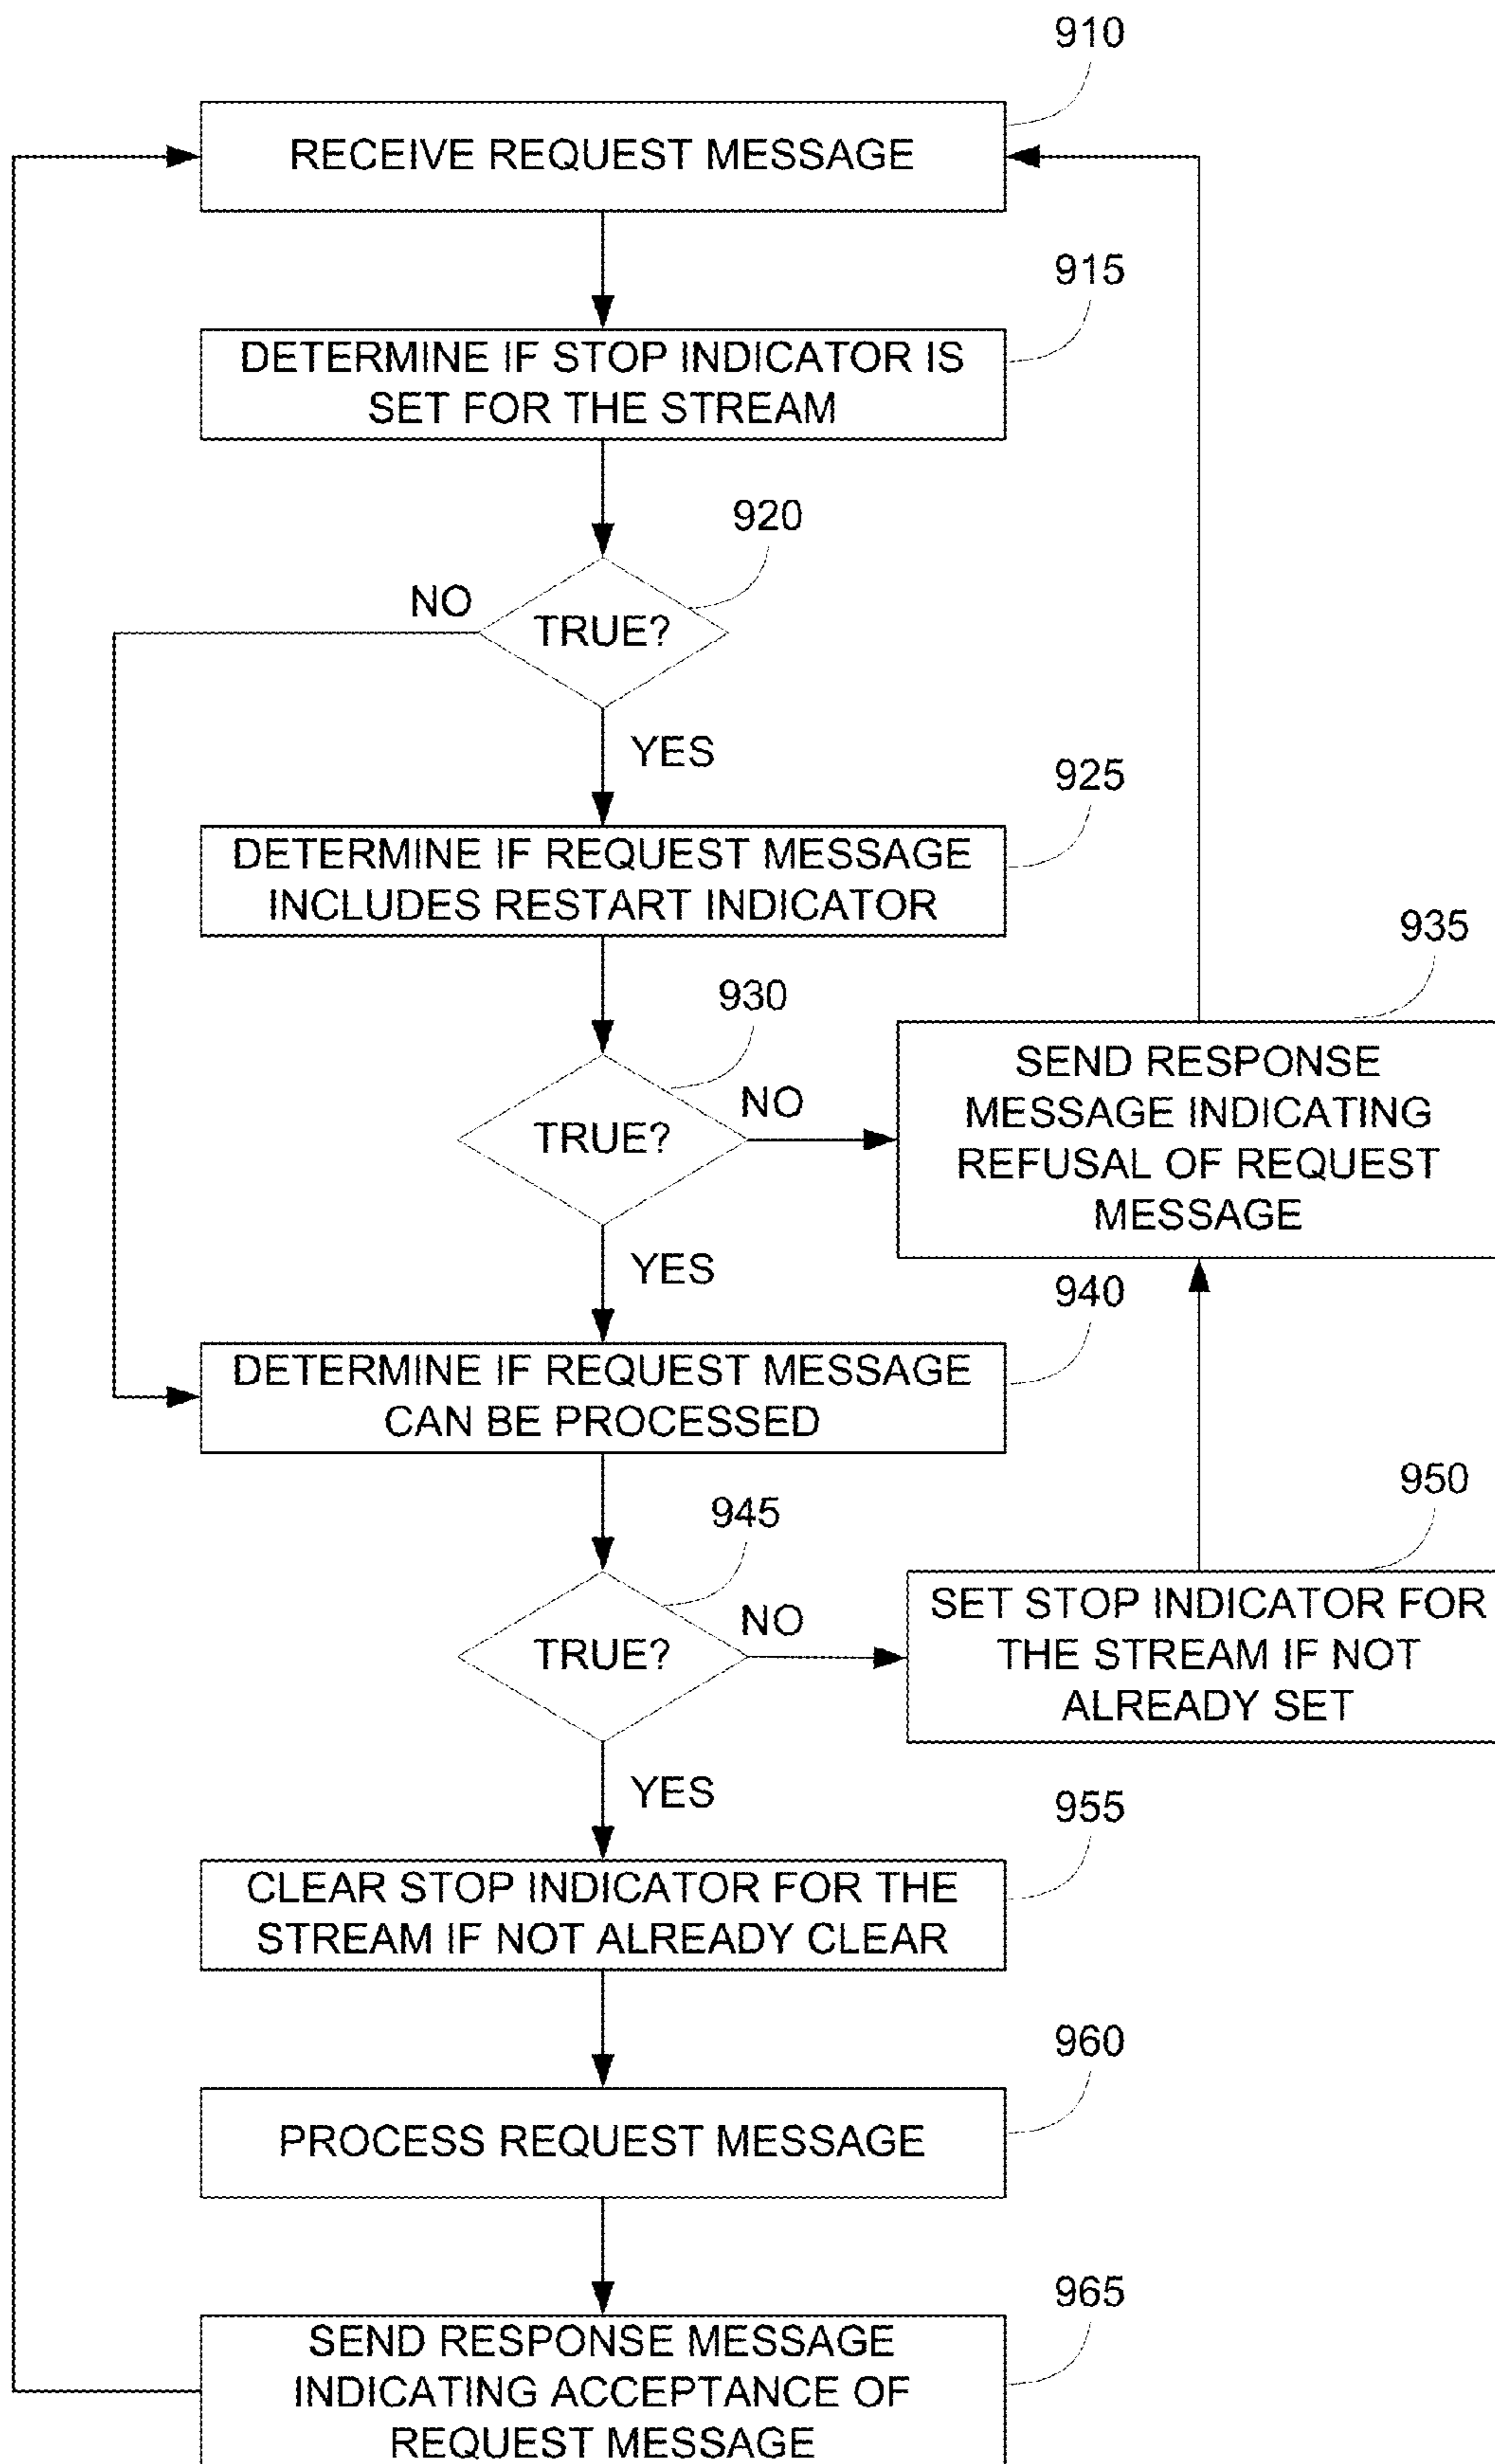 910
RECEIVE REQUEST MESSAGE
915
DETERMINE IF STOP INDICATOR IS
SET FOR THE STREAM
920
NO
TRUE?
YES
925
DETERMINE IF REQUEST MESSAGE
INCLUDES RESTART INDICATOR
935
930
SEND RESPONSE
MESSAGE INDICATING
REFUSAL OF REQUEST
MESSAGE
NO
TRUE?
YES
940
DETERMINE IF REQUEST MESSAGE
CAN BE PROCESSED
950
945
SET STOP INDICATOR FOR
THE STREAM IF NOT
ALREADY SET
NO
TRUE?
YES
955
CLEAR STOP INDICATOR FOR THE
STREAM IF NOT ALREADY CLEAR
960
PROCESS REQUEST MESSAGE
965
SEND RESPONSE MESSAGE
INDICATING ACCEPTANCE OF
REQUEST MESSAGE